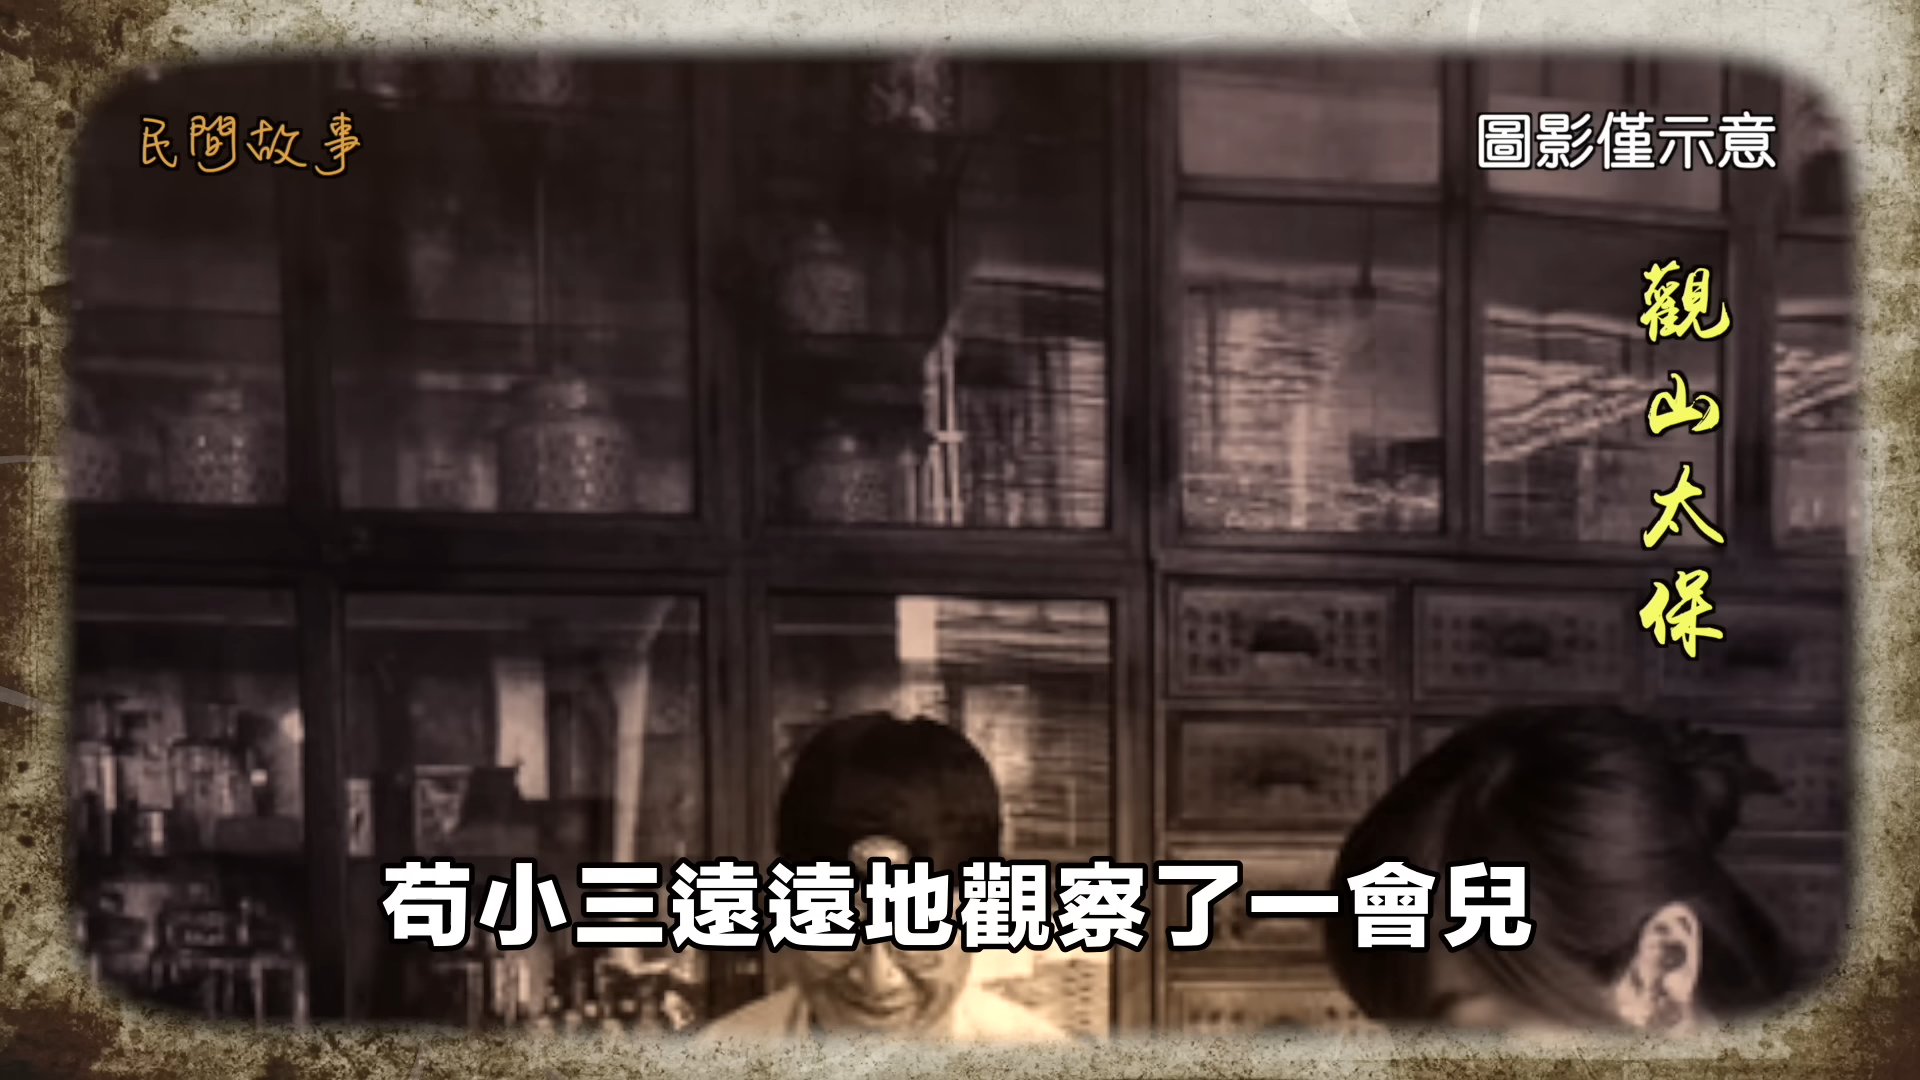 民間故事
圖影僅示意
觀山太保
苟小三遠遠地觀察了一會兒